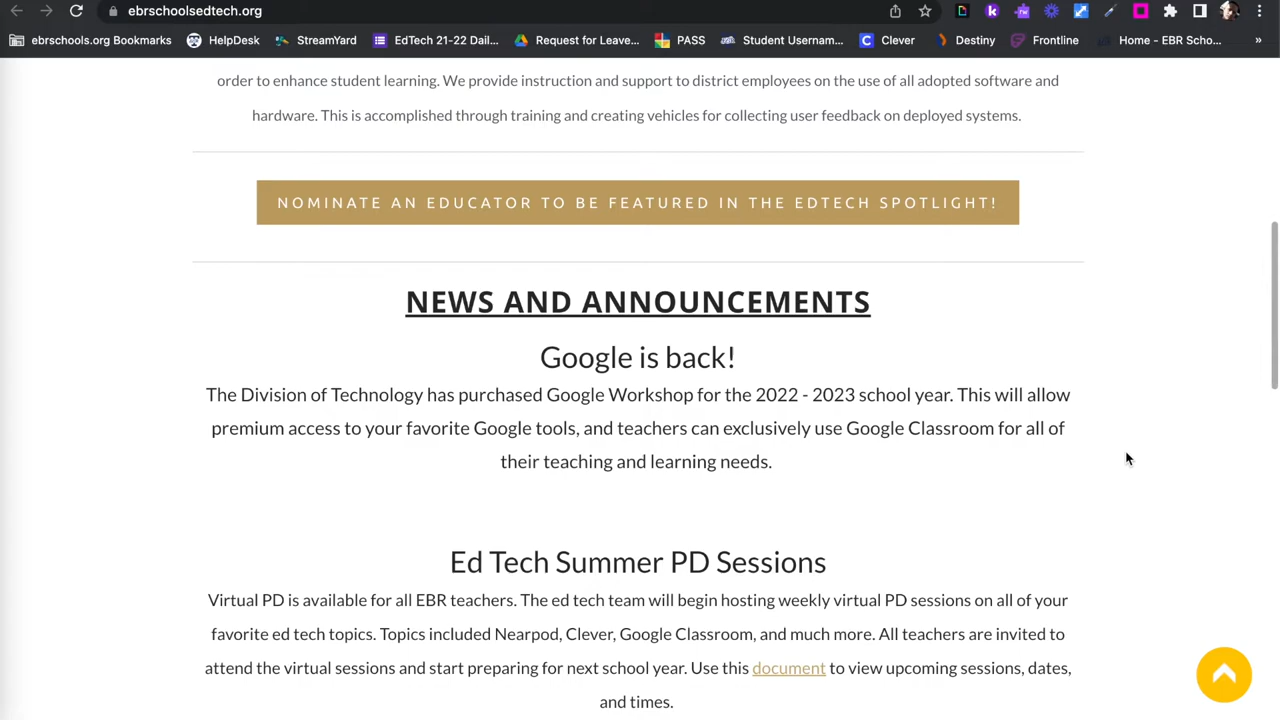 ebrschoolsedtech.org
ebrschools.org Bookmarks HelpDesk StreamYard EdTech 21-22 Dail... Request for Leave... PASS Student Usernam... Clever Destiny Frontline Home - EBR Scho... »
order to enhance student learning. We provide instruction and support to district employees on the use of all adopted software and
hardware. This is accomplished through training and creating vehicles for collecting user feedback on deployed systems.
NOMINATE AN EDUCATOR TO BE FEATURED IN THE EDTECH SPOTLIGHT!
NEWS AND ANNOUNCEMENTS
Google is back!
The Division of Technology has purchased Google Workshop for the 2022 - 2023 school year. This will allow
premium access to your favorite Google tools, and teachers can exclusively use Google Classroom for all of
their teaching and learning needs.
Ed Tech Summer PD Sessions
Virtual PD is available for all EBR teachers. The ed tech team will begin hosting weekly virtual PD sessions on all of your
favorite ed tech topics. Topics included Nearpod, Clever, Google Classroom, and much more. All teachers are invited to
attend the virtual sessions and start preparing for next school year. Use this document to view upcoming sessions, dates,
and times.